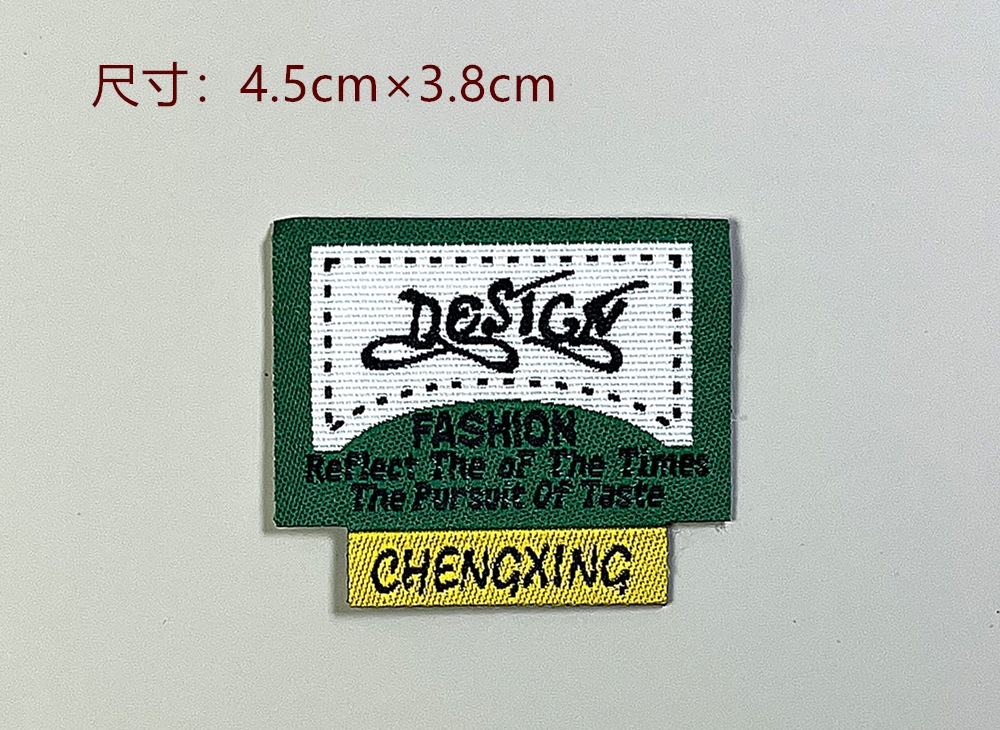 尺寸：4.5cm×3.8cm
DESIGN
FASHION
Reflect The oF The Times
The Pursuit Of Taste
CHENGXING